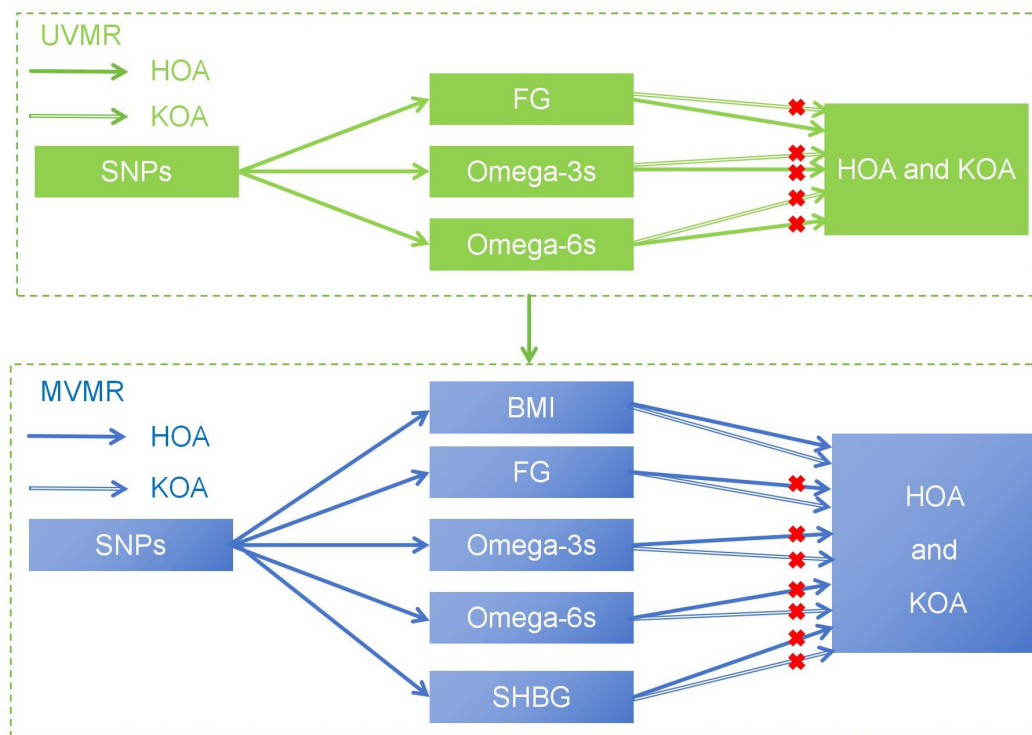 UVMR
HOA
KOA
SNPs
FG
Omega-3s
Omega-6s
HOA and KOA
MVMR
HOA
KOA
SNPs
BMI
FG
Omega-3s
Omega-6s
SHBG
HOA
and
KOA